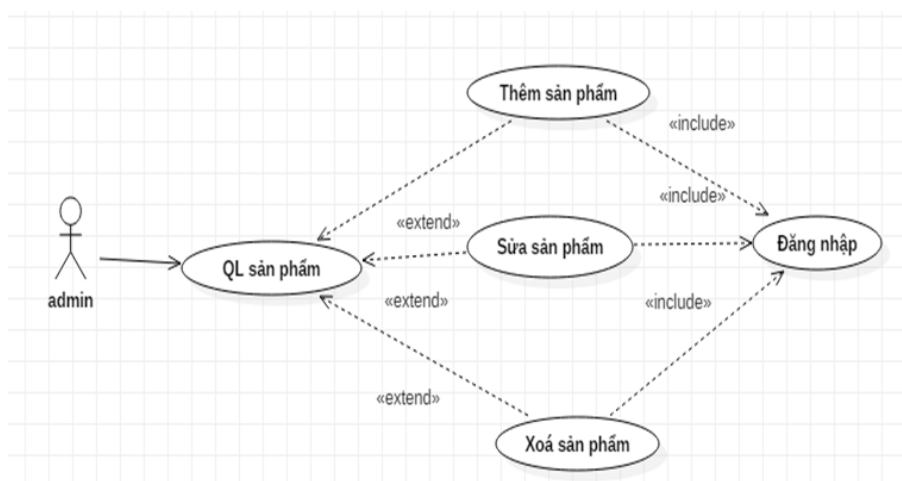 Thêm sản phẩm
«include»
«include»
«extend»
Sửa sản phẩm
Đăng nhập
QL sản phẩm
admin
«extend»
«include»
«extend»
Xoá sản phẩm